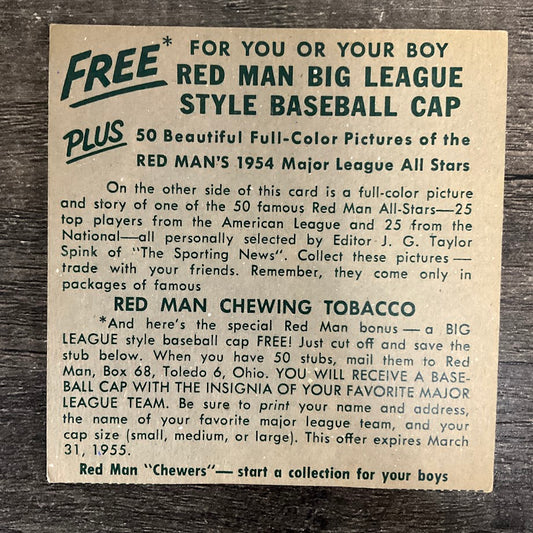 FREE* FOR YOU OR YOUR BOY
RED MAN BIG LEAGUE
STYLE BASEBALL CAP
PLUS 50 Beautiful Full-Color Pictures of the
RED MAN'S 1954 Major League All Stars
On the other side of this card is a full-color picture
and story of one of the 50 famous Red Man All-Stars—25
top players from the American League and 25 from the
National—all personally selected by Editor J. G. Taylor
Spink of "The Sporting News". Collect these pictures —
trade with your friends. Remember, they come only in
packages of famous
RED MAN CHEWING TOBACCO
*And here's the special Red Man bonus — a BIG
LEAGUE style baseball cap FREE! Just cut off and save the
stub below. When you have 50 stubs, mail them to Red
Man, Box 68, Toledo 6, Ohio. YOU WILL RECEIVE A BASE-
BALL CAP WITH THE INSIGNIA OF YOUR FAVORITE MAJOR
LEAGUE TEAM. Be sure to print your name and address,
the name of your favorite major league team, and your
cap size (small, medium, or large). This offer expires March
31, 1955.
Red Man "Chewers"— start a collection for your boys